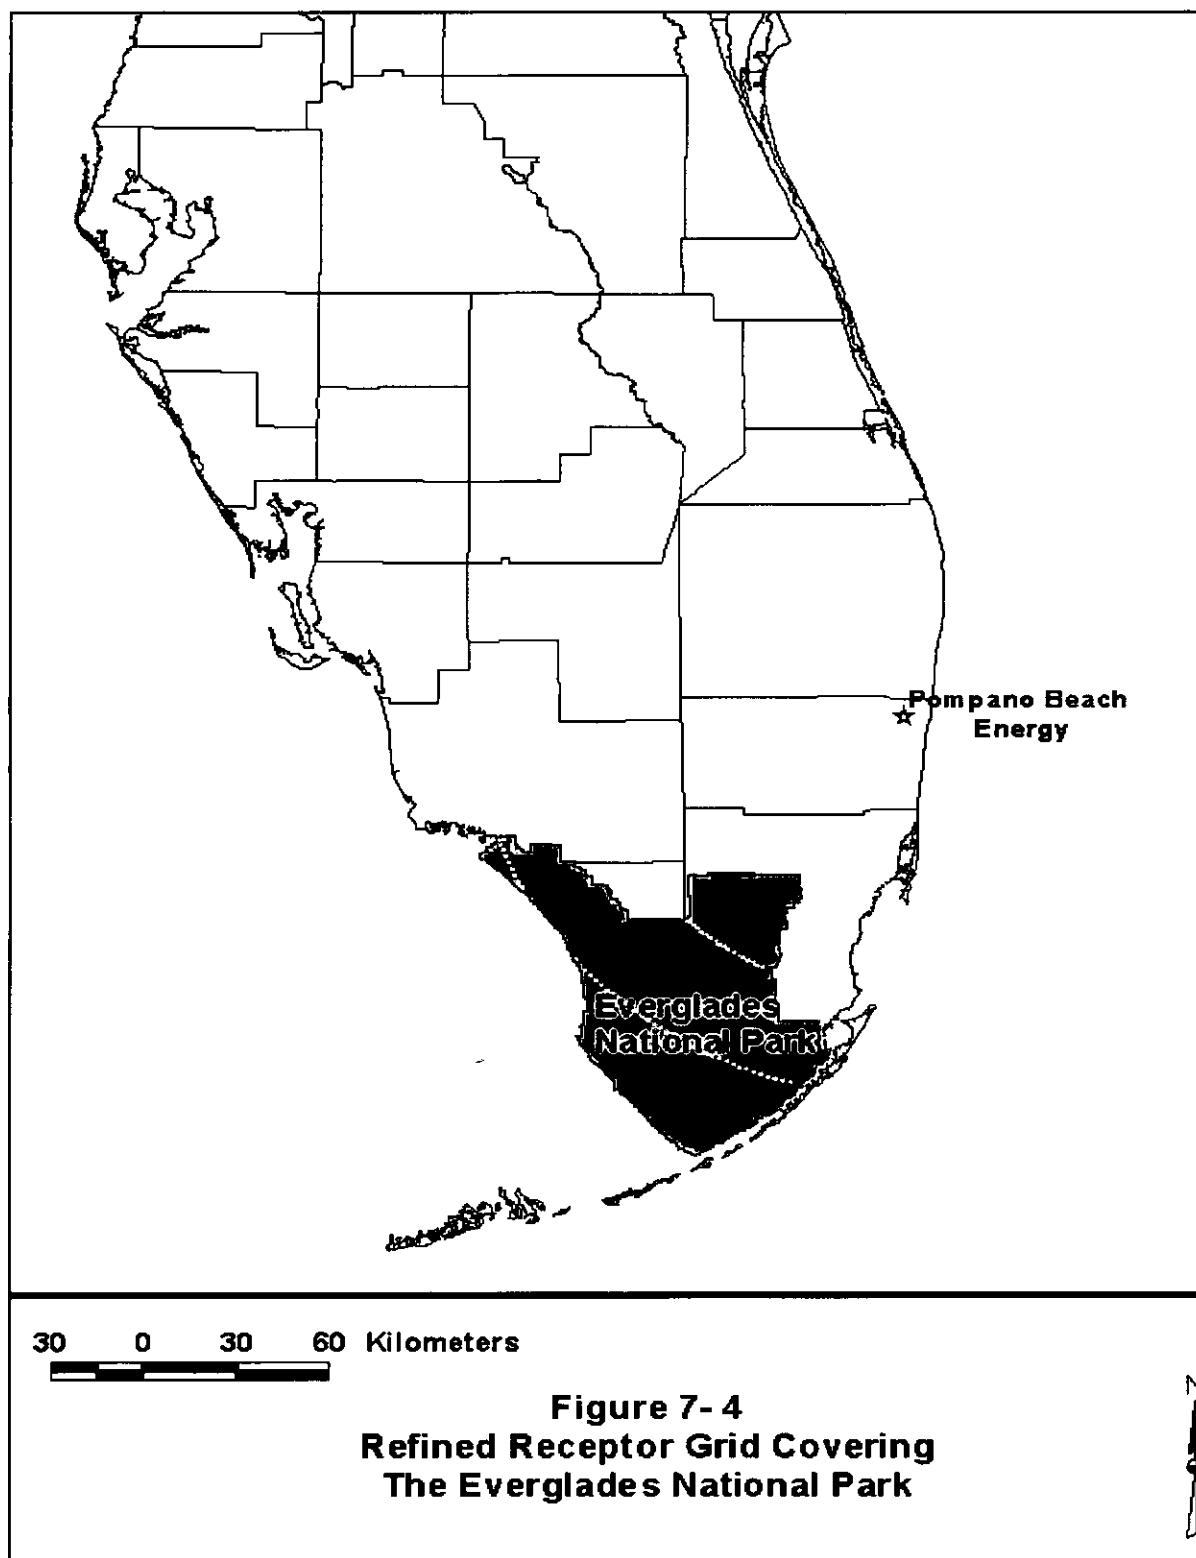 Pompano Beach
Energy
Everglades
National Park
30 0 30 60 Kilometers
Figure 7- 4
Refined Receptor Grid Covering
The Everglades National Park